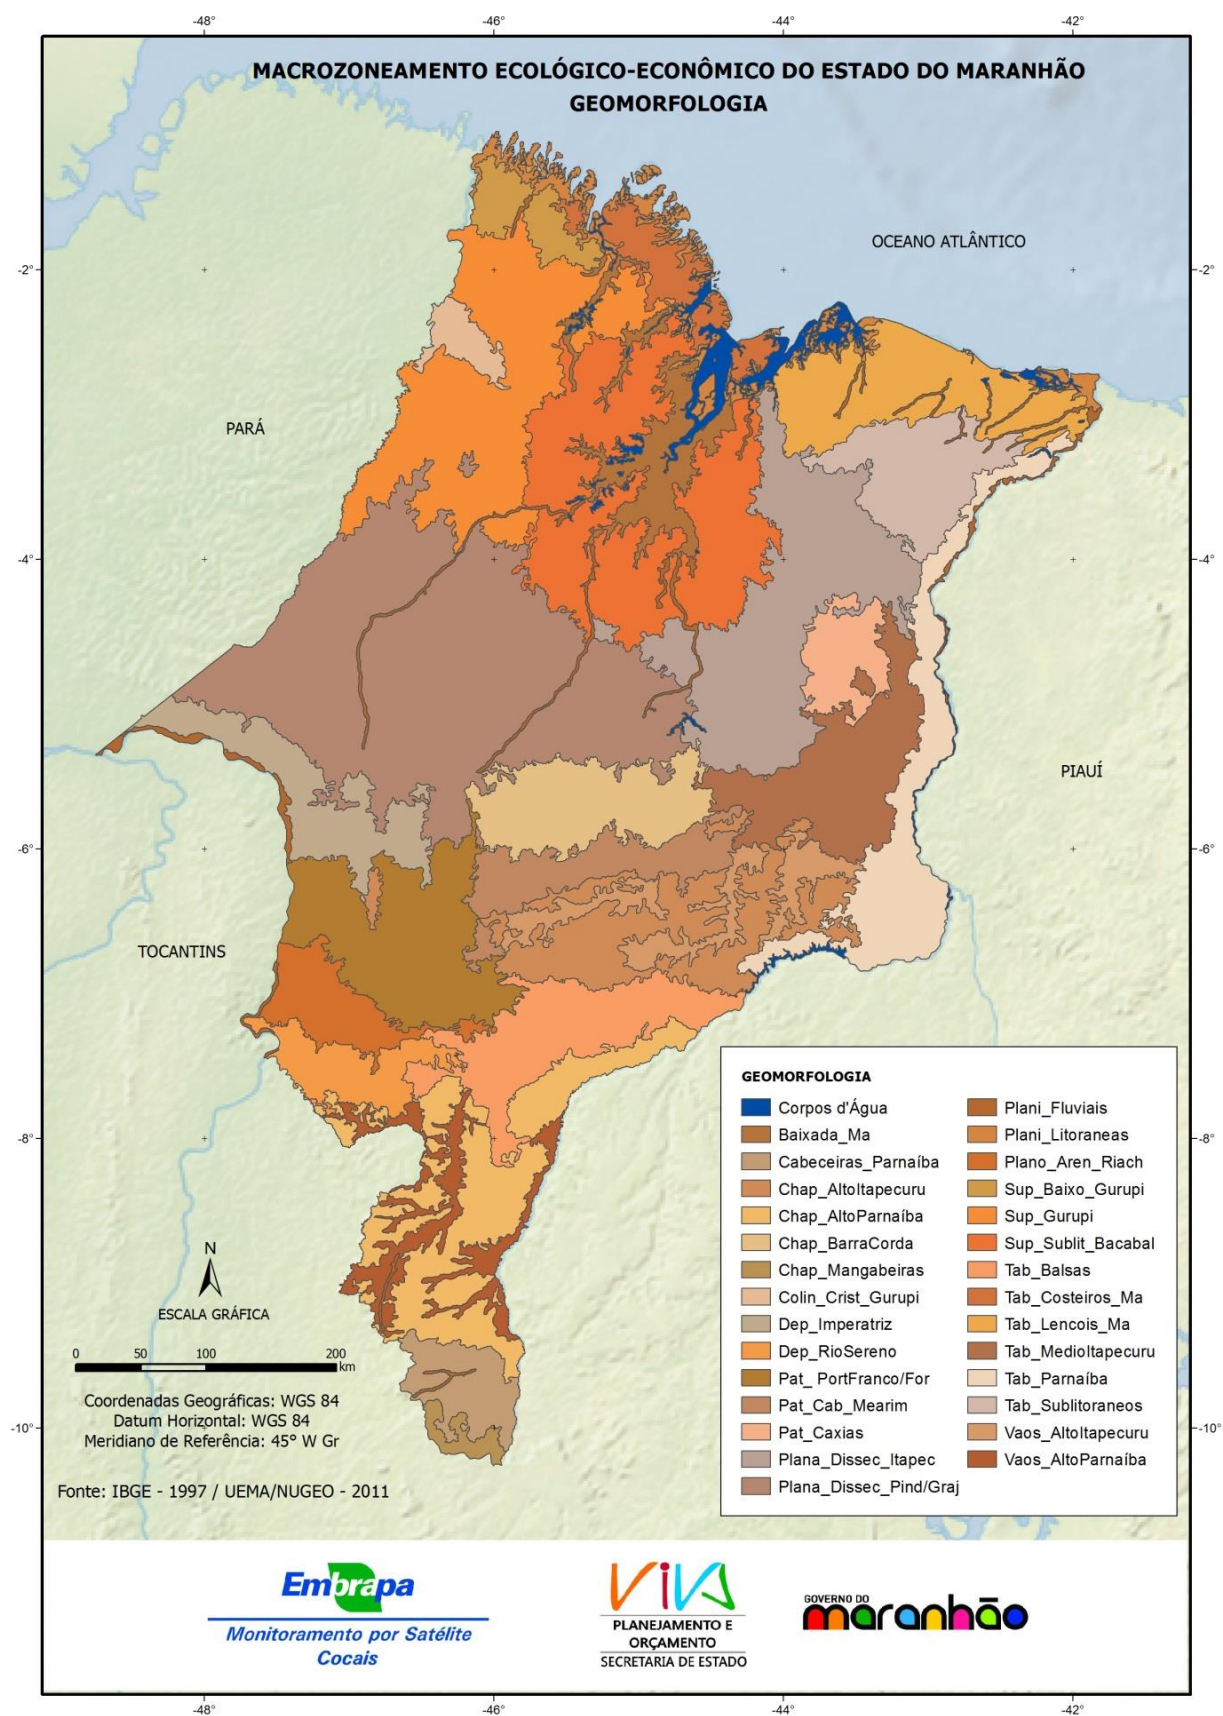 -48°
-46°
-44°
-42°
MACROZONEAMENTO ECOLÓGICO-ECONÔMICO DO ESTADO DO MARANHÃO
GEOMORFOLOGIA
OCEANO ATLÂNTICO
-2°
-2°
PARÁ
-4°
-4°
PIAUÍ
-6°
-6°
TOCANTINS
-8°
-8°
-10°
-10°
GEOMORFOLOGIA
Corpos d'Água
Baixada_Ma
Cabeceiras_Parnaíba
Chap_AltoItapecuru
Chap_AltoParnaíba
Chap_BarraCorda
Chap_Mangabeiras
Colin_Crist_Gurupi
Dep_Imperatriz
Dep_RioSereno
Pat_ PortFranco/For
Pat_Cab_Mearim
Pat_Caxias
Plana_Dissec_Itapec
Plana_Dissec_Pind/Graj
Plani_Fluviais
Plani_Litoraneas
Plano_Aren_Riach
Sup_Baixo_Gurupi
Sup_Gurupi
Sup_Sublit_Bacabal
Tab_Balsas
Tab_Costeiros_Ma
Tab_Lencois_Ma
Tab_MedioItapecuru
Tab_Parnaíba
Tab_Sublitoraneos
Vaos_AltoItapecuru
Vaos_AltoParnaíba
N
ESCALA GRÁFICA
0 50 100 200
km
Coordenadas Geográficas: WGS 84
Datum Horizontal: WGS 84
Meridiano de Referência: 45° W Gr
Fonte: IBGE - 1997 / UEMA/NUGEO - 2011
Embrapa
Monitoramento por Satélite
Cocais
VIVA
PLANEJAMENTO E
ORÇAMENTO
SECRETARIA DE ESTADO
GOVERNO DO
maranhão
-48°
-46°
-44°
-42°